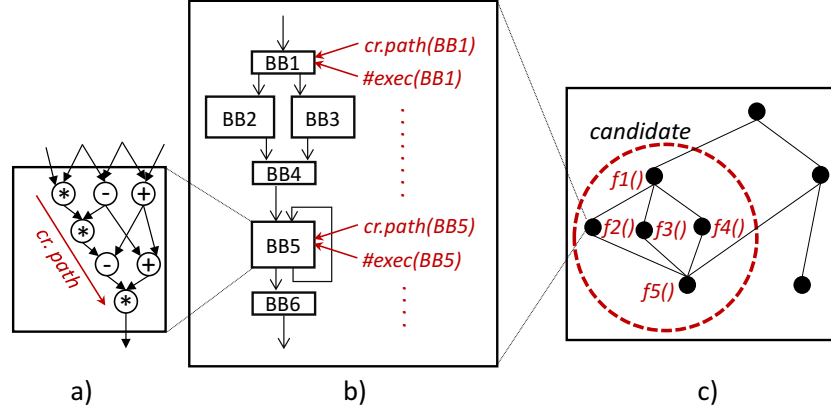 * - +
*
- +
*
cr. path
a)
BB1
BB2
BB3
BB4
BB5
BB6
cr.path(BB1)
#exec(BB1)
cr.path(BB5)
#exec(BB5)
b)
candidate
f1()
f2() f3() f4()
f5()
c)